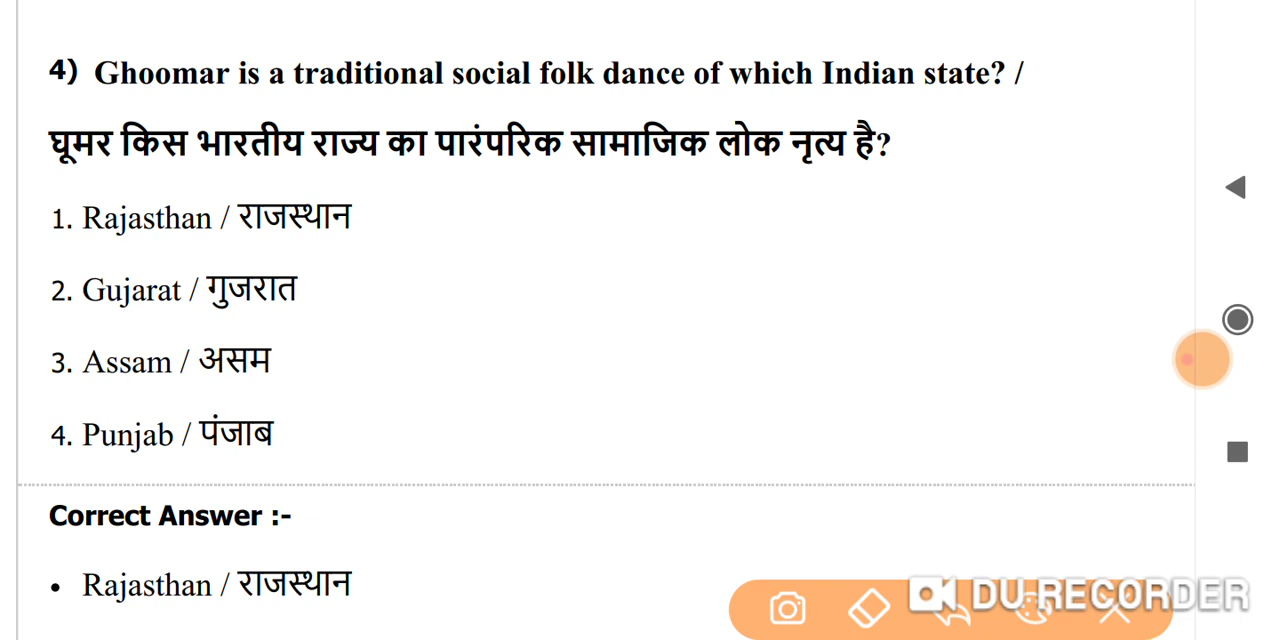 4) Ghoomar is a traditional social folk dance of which Indian state? /
घूमर किस भारतीय राज्य का पारंपरिक सामाजिक लोक नृत्य है?
1. Rajasthan / राजस्थान
2. Gujarat / गुजरात
3. Assam / असम
4. Punjab / पंजाब
Correct Answer :-
• Rajasthan / राजस्थान
DU RECORDER